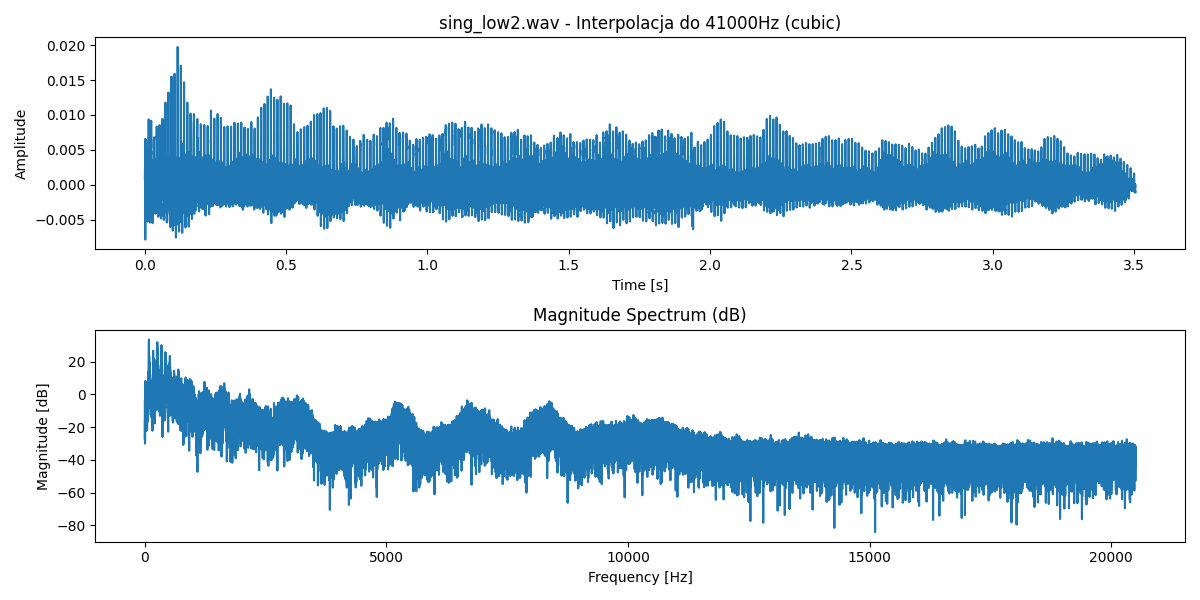 sing_low2.wav - Interpolacja do 41000Hz (cubic)
0.020
0.015
0.010
0.005
0.000
−0.005
Amplitude
0.0 0.5 1.0 1.5 2.0 2.5 3.0 3.5
Time [s]
Magnitude Spectrum (dB)
20
0
−20
−40
−60
−80
Magnitude [dB]
0 5000 10000 15000 20000
Frequency [Hz]